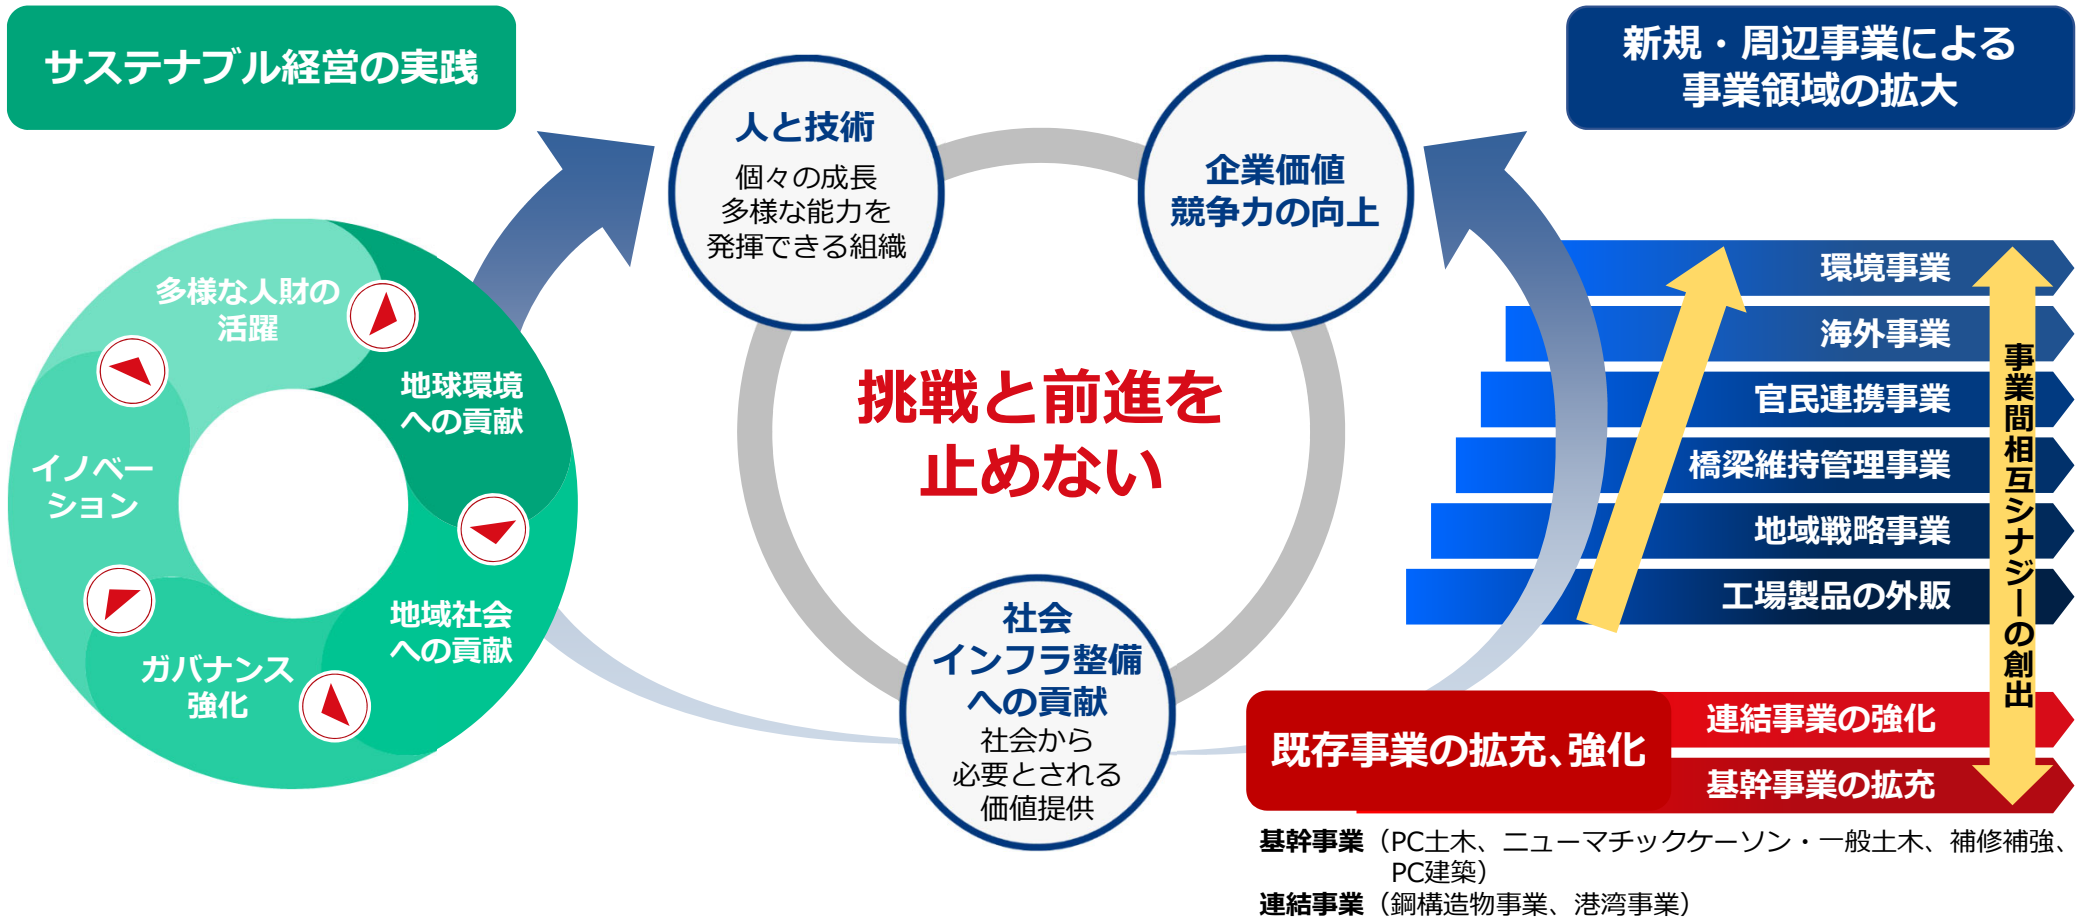 サステナブル経営の実践
多様な人財の
活躍
地球環境
への貢献
イノベー
ション
地域社会
への貢献
ガバナンス
強化
人と技術
個々の成長
多様な能力を
発揮できる組織
企業価値
競争力の向上
挑戦と前進を
止めない
社会
インフラ整備
への貢献
社会から
必要とされる
価値提供
新規・周辺事業による
事業領域の拡大
環境事業
海外事業
官民連携事業
橋梁維持管理事業
地域戦略事業
工場製品の外販
事業間相互シナジーの創出
既存事業の拡充、強化
連結事業の強化
基幹事業の拡充
基幹事業（PC土木、ニューマチックケーソン・一般土木、補修補強、
PC建築）
連結事業（鋼構造物事業、港湾事業）